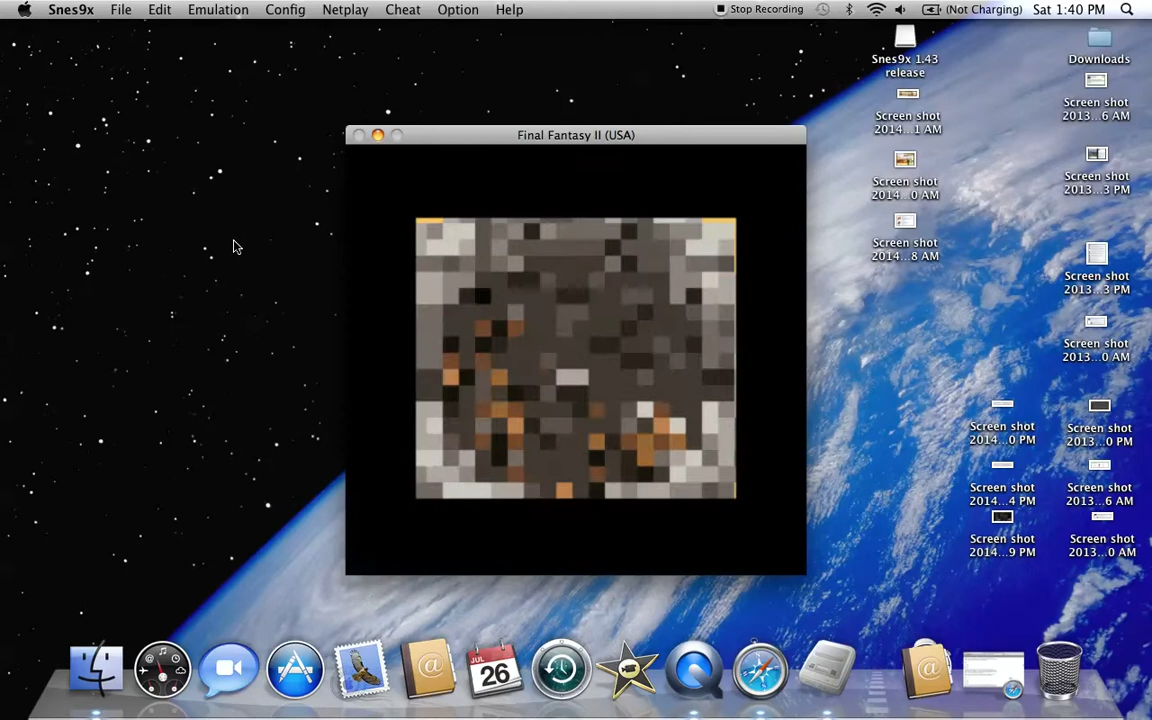 Snes9x File Edit Emulation Config Netplay Cheat Option Help Stop Recording (Not Charging) Sat 1:40 PM
Final Fantasy II (USA)
Snes9x 1.43
release
Downloads
Screen shot
2014...1 AM
Screen shot
2013...6 AM
Screen shot
2014...0 AM
Screen shot
2013...3 PM
Screen shot
2014...8 AM
Screen shot
2013...3 PM
Screen shot
2013...0 AM
Screen shot
2014...0 PM
Screen shot
2013...0 PM
Screen shot
2014...4 PM
Screen shot
2013...6 AM
Screen shot
2014...9 PM
Screen shot
2013...0 AM
JUL
26